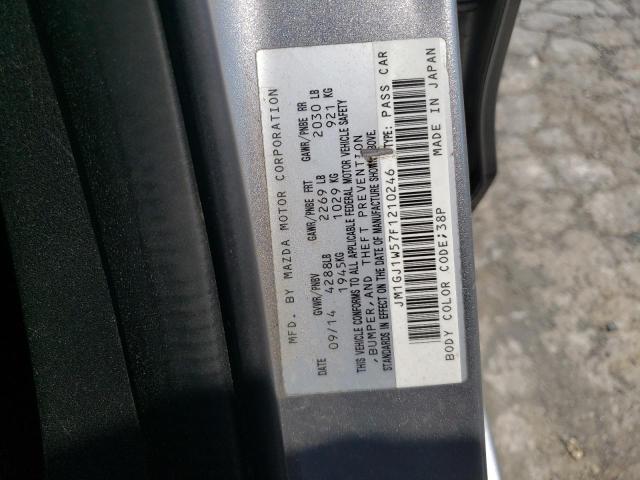 MFD. BY MAZDA MOTOR CORPORATION
DATE GVWR/PNBV GAWR/PNBE FRT GAWR/PNBE RR
09/14 4288LB 2269 LB 2030 LB
1945KG 1029 KG 921 KG
THIS VEHICLE CONFORMS TO ALL APPLICABLE FEDERAL MOTOR VEHICLE SAFETY
,BUMPER,AND THEFT PREVENTION
STANDARDS IN EFFECT ON THE DATE OF MANUFACTURE SHOWN ABOVE.
JM1GJ1W57F1210246 TYPE: PASS CAR
BODY COLOR CODE;38P MADE IN JAPAN